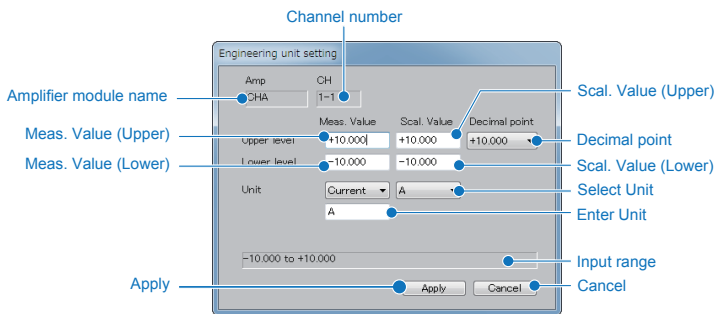 Channel number
Engineering unit setting
Amp CH
Amplifier module name CHA 1-1 Scal. Value (Upper)
Meas. Value Scal. Value Decimal point
Meas. Value (Upper) Upper level +10.000 +10.000 +10.000 Decimal point
Meas. Value (Lower) Lower level -10.000 -10.000 Scal. Value (Lower)
Unit Current A Select Unit
A Enter Unit
-10.000 to +10.000 Input range
Apply Apply Cancel Cancel